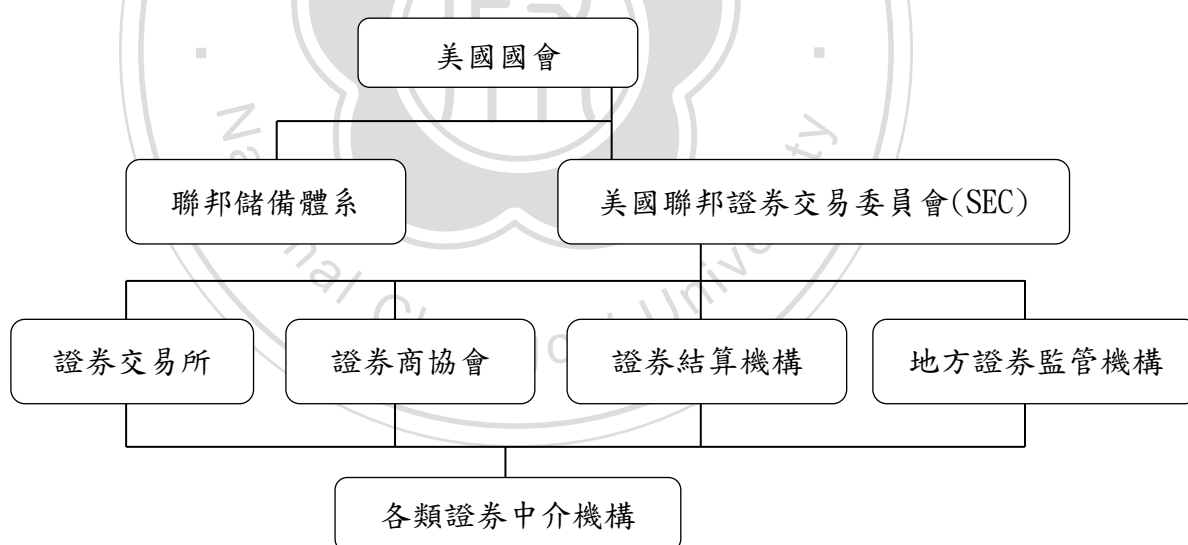 美國國會
聯邦儲備體系
美國聯邦證券交易委員會(SEC)
證券交易所
證券商協會
證券結算機構
地方證券監管機構
各類證券中介機構